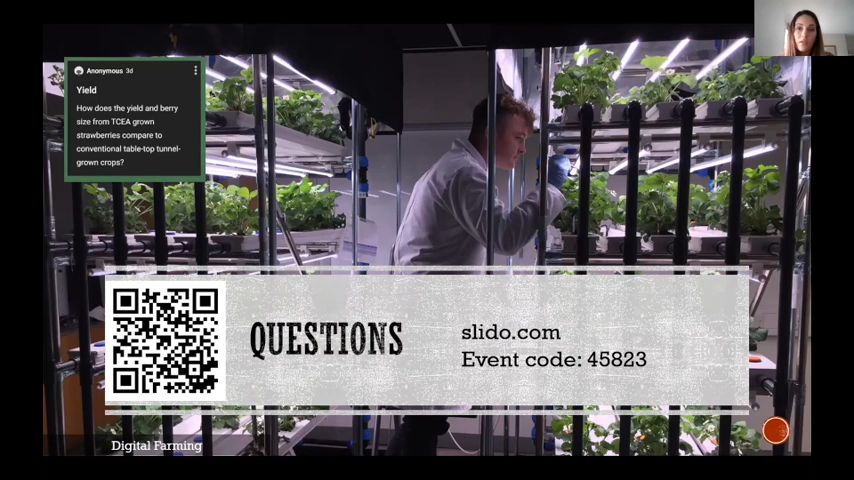 Anonymous 3d
Yield
How does the yield and berry
size from TCEA grown
strawberries compare to
conventional table-top tunnel-
grown crops?
QUESTIONS
slido.com
Event code: 45823
Digital Farming